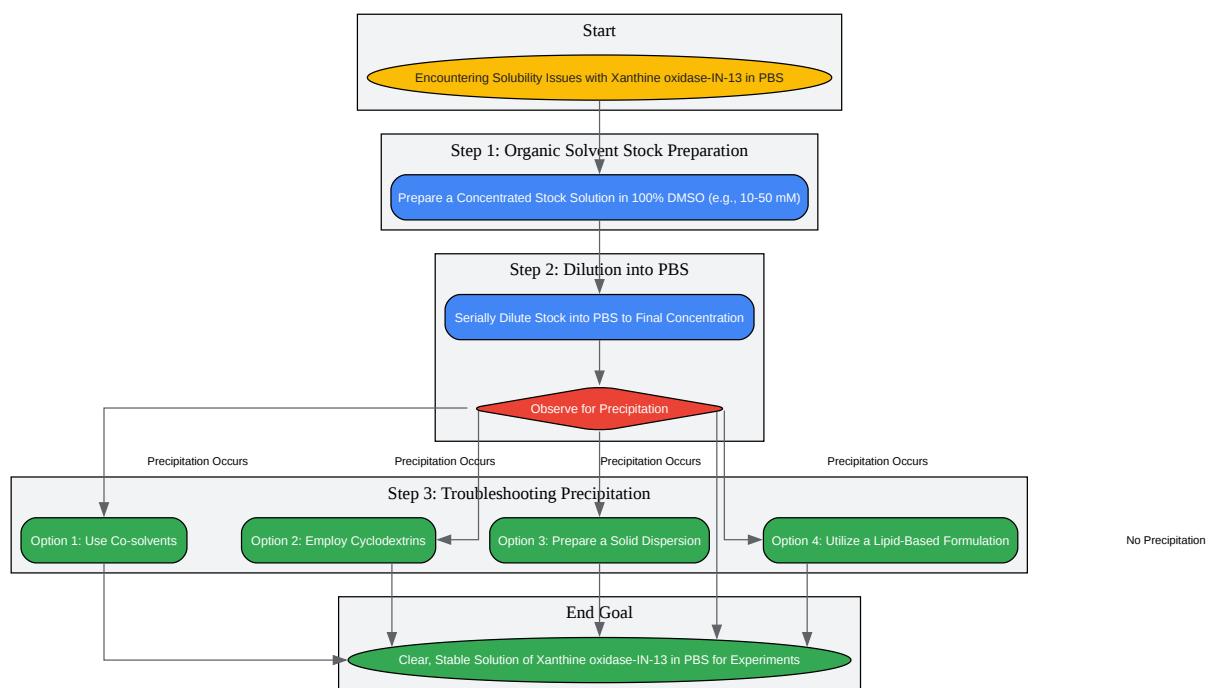 Start
Encountering Solubility Issues with Xanthine oxidase-IN-13 in PBS
Step 1: Organic Solvent Stock Preparation
Prepare a Concentrated Stock Solution in 100% DMSO (e.g., 10-50 mM)
Step 2: Dilution into PBS
Serially Dilute Stock into PBS to Final Concentration
Observe for Precipitation
Precipitation Occurs
Precipitation Occurs
Precipitation Occurs
Precipitation Occurs
Step 3: Troubleshooting Precipitation
Option 1: Use Co-solvents
Option 2: Employ Cyclodextrins
Option 3: Prepare a Solid Dispersion
Option 4: Utilize a Lipid-Based Formulation
No Precipitation
End Goal
Clear, Stable Solution of Xanthine oxidase-IN-13 in PBS for Experiments